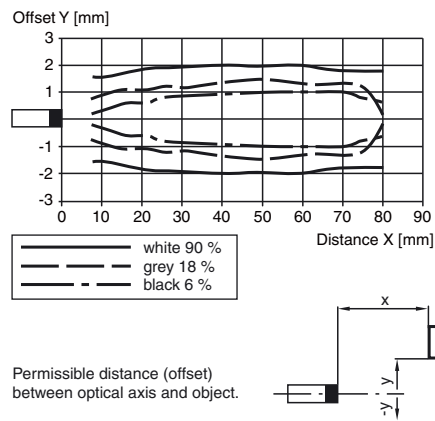 Offset Y [mm]
3
2
1
0
-1
-2
-3
0 10 20 30 40 50 60 70 80 90
Distance X [mm]
white 90 %
grey 18 %
black 6 %
x
y
-y
Permissible distance (offset)
between optical axis and object.